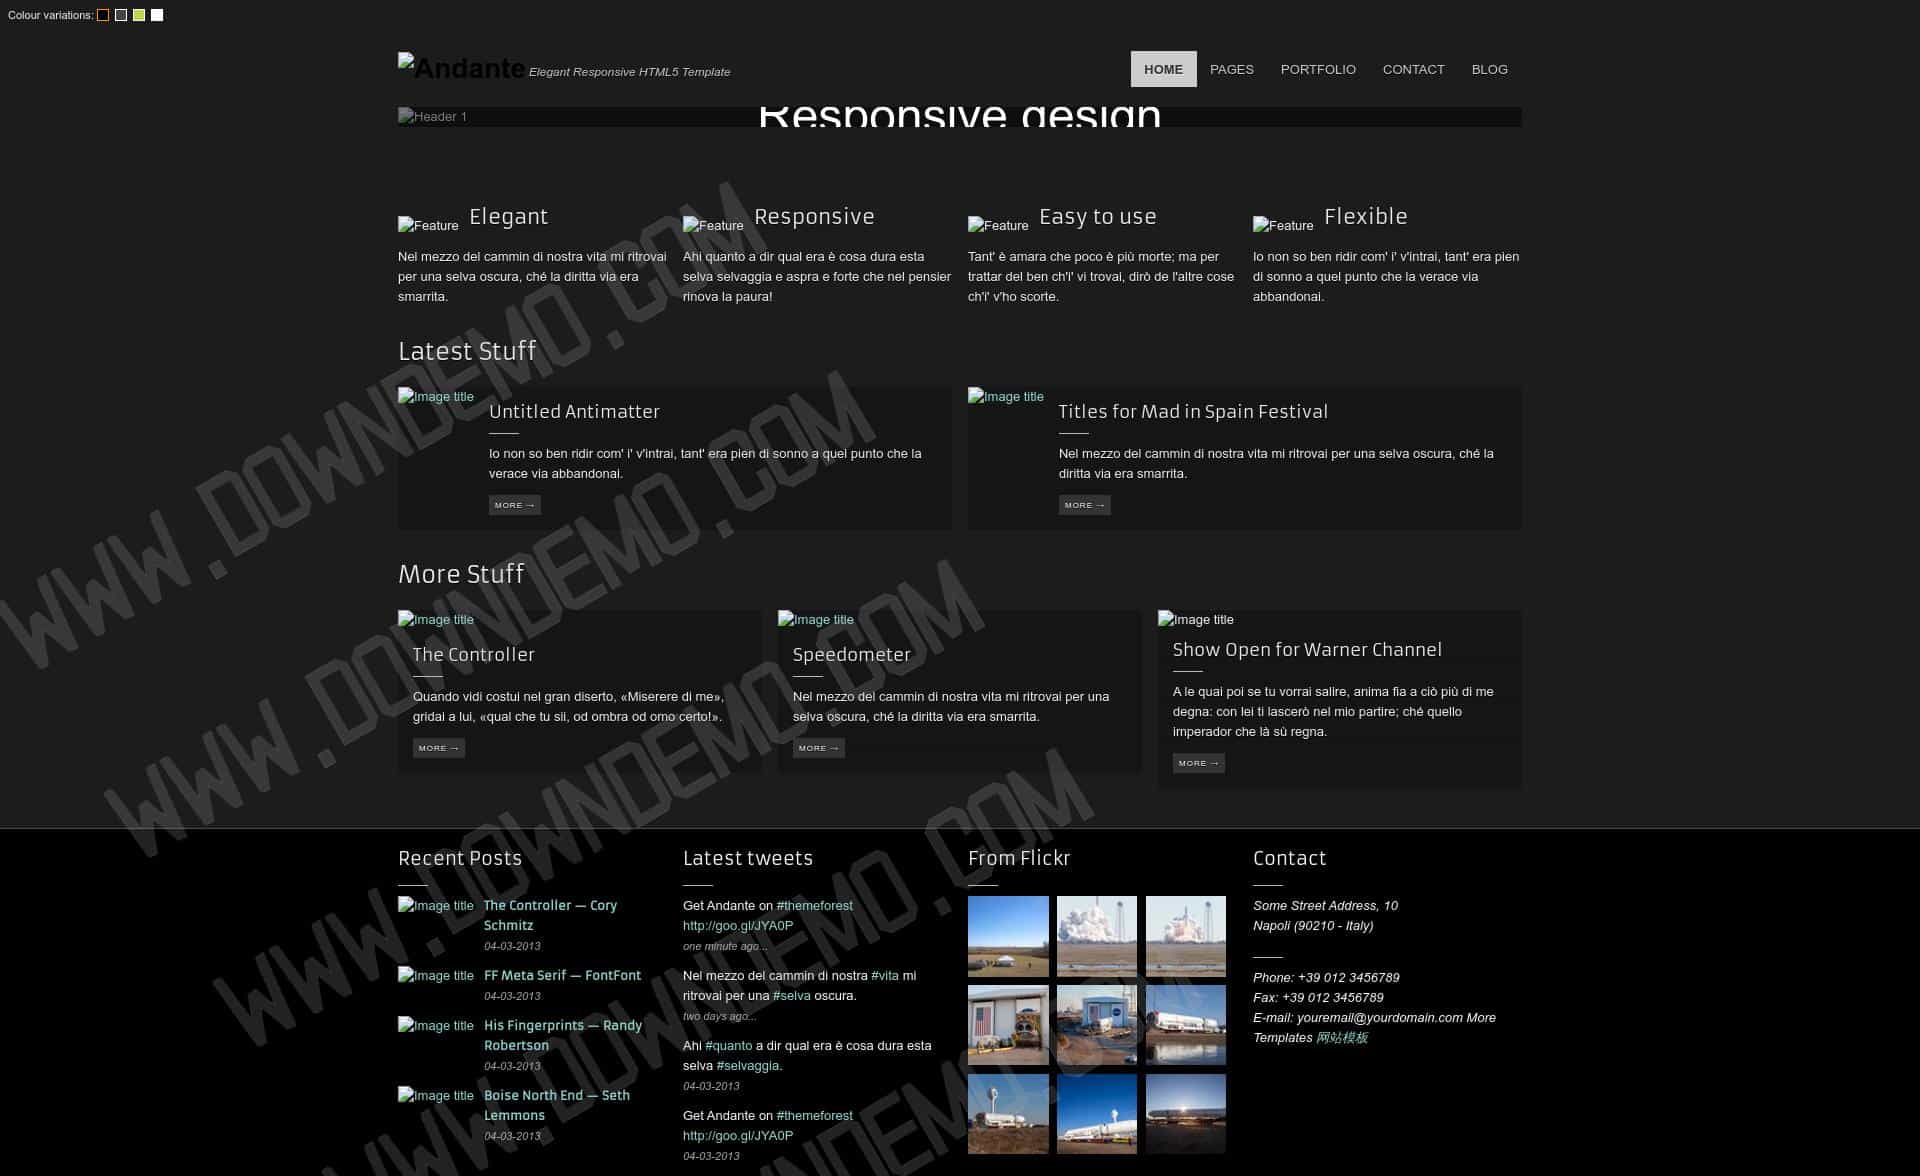 Colour variations:
Andante Elegant Responsive HTML5 Template
HOME PAGES PORTFOLIO CONTACT BLOG
Header 1
Responsive design
Feature Elegant
Nel mezzo del cammin di nostra vita mi ritrovai
per una selva oscura, ché la diritta via era
smarrita.
Feature Responsive
Ahi quanto a dir qual era è cosa dura esta
selva selvaggia e aspra e forte che nel pensier
rinova la paura!
Feature Easy to use
Tant' è amara che poco è più morte; ma per
trattar del ben ch'i' vi trovai, dirò de l'altre cose
ch'i' v'ho scorte.
Feature Flexible
Io non so ben ridir com' i' v'intrai, tant' era pien
di sonno a quel punto che la verace via
abbandonai.
Latest Stuff
Image title
Untitled Antimatter
Io non so ben ridir com' i' v'intrai, tant' era pien di sonno a quel punto che la
verace via abbandonai.
MORE →
Image title
Titles for Mad in Spain Festival
Nel mezzo del cammin di nostra vita mi ritrovai per una selva oscura, ché la
diritta via era smarrita.
MORE →
More Stuff
Image title
The Controller
Quando vidi costui nel gran diserto, «Miserere di me»,
gridai a lui, «qual che tu sii, od ombra od omo certo!».
MORE →
Image title
Speedometer
Nel mezzo del cammin di nostra vita mi ritrovai per una
selva oscura, ché la diritta via era smarrita.
MORE →
Image title
Show Open for Warner Channel
A le quai poi se tu vorrai salire, anima fia a ciò più di me
degna: con lei ti lascerò nel mio partire; ché quello
imperador che là sù regna.
MORE →
Recent Posts
Image title
The Controller — Cory
Schmitz
04-03-2013
Image title
FF Meta Serif — FontFont
04-03-2013
Image title
His Fingerprints — Randy
Robertson
04-03-2013
Image title
Boise North End — Seth
Lemmons
04-03-2013
Latest tweets
Get Andante on #themeforest
http://goo.gl/JYA0P
one minute ago...
Nel mezzo del cammin di nostra #vita mi
ritrovai per una #selva oscura.
two days ago...
Ahi #quanto a dir qual era è cosa dura esta
selva #selvaggia.
04-03-2013
Get Andante on #themeforest
http://goo.gl/JYA0P
04-03-2013
From Flickr
Contact
Some Street Address, 10
Napoli (90210 - Italy)
Phone: +39 012 3456789
Fax: +39 012 3456789
E-mail: youremail@yourdomain.com More
Templates 网站模板
WWW.DOWNDEMO.COM
WWW.DOWNDEMO.COM
WWW.DOWNDEMO.COM
WWW.DOWNDEMO.COM